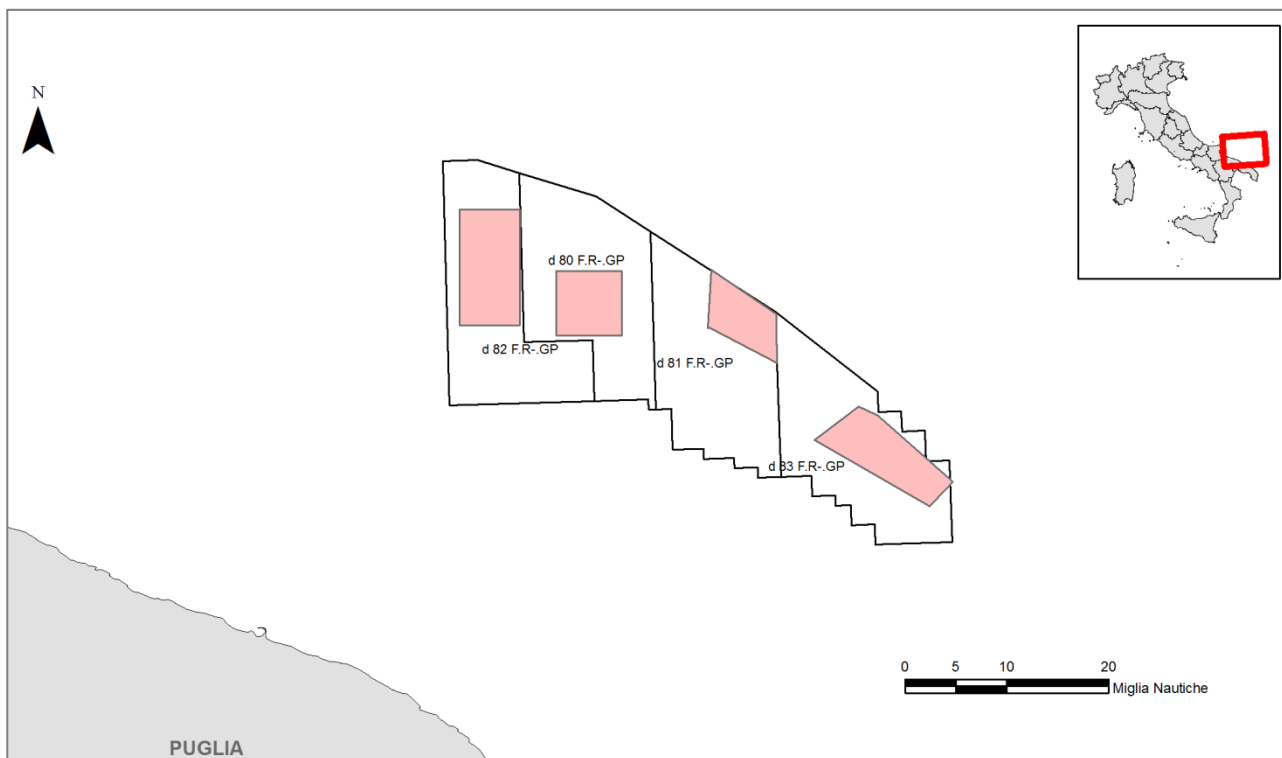 N
d 80 F.R-.GP
d 82 F.R-.GP
d 81 F.R-.GP
d 83 F.R-.GP
0 5 10 20
Miglia Nautiche
PUGLIA